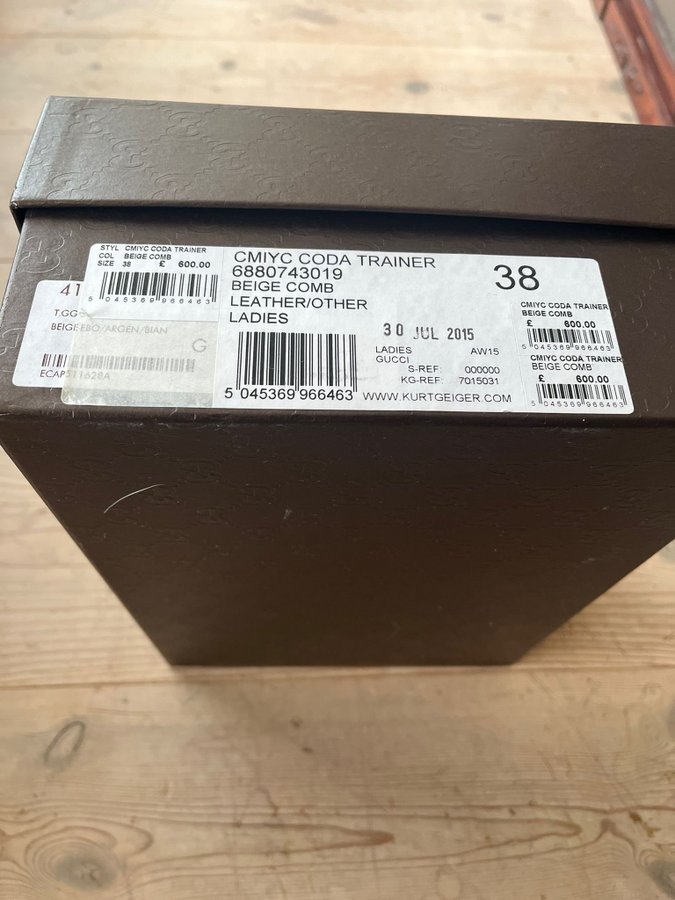 STYL CMIYC CODA TRAINER
COL BEIGE COMB
SIZE 38 £ 600.00
5 045369 966463
CMIYC CODA TRAINER
6880743019
BEIGE COMB
LEATHER/OTHER
LADIES
38
30 JUL 2015
LADIES AW15
GUCCI
S-REF: 000000
KG-REF: 7015031
5 045369 966463
WWW.KURTGEIGER.COM
CMIYC CODA TRAINER
BEIGE COMB
£ 600.00
5 045369 966463
CMIYC CODA TRAINER
BEIGE COMB
£ 600.00
5 045369 966463
41
T.GG
BEIGE EBO/ARGEN/BIAN
G